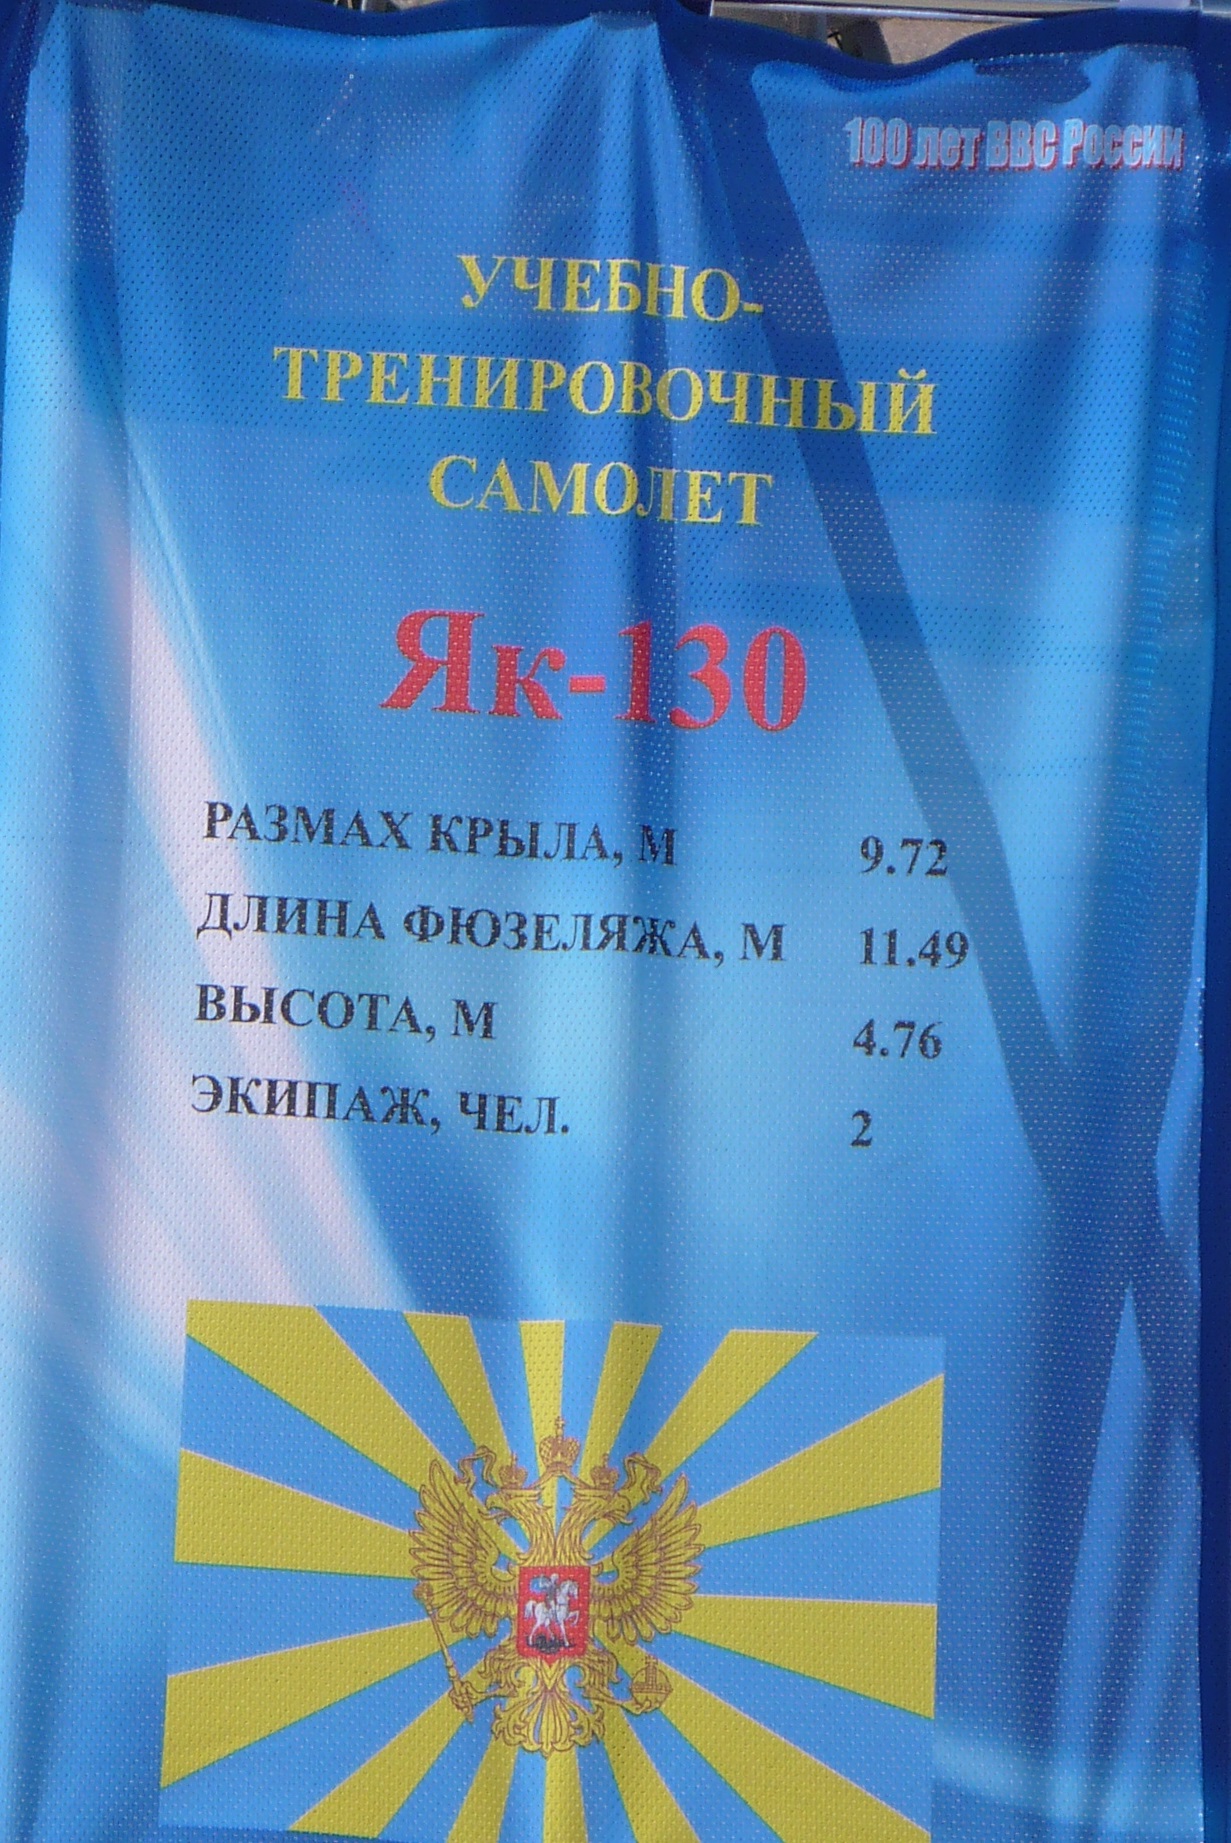 100 лет ВВС России
УЧЕБНО-
ТРЕНИРОВОЧНЫЙ
САМОЛЕТ
Як-130
РАЗМАХ КРЫЛА, М 9.72
ДЛИНА ФЮЗЕЛЯЖА, М 11.49
ВЫСОТА, М 4.76
ЭКИПАЖ, ЧЕЛ. 2